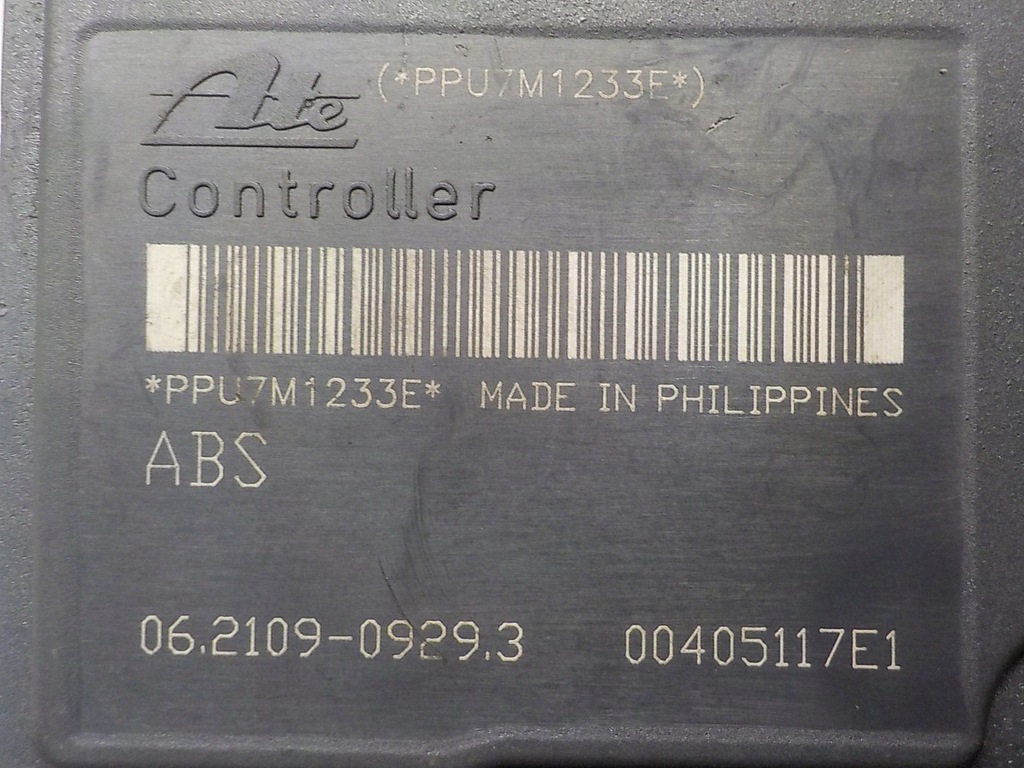 Ate (*PPU7M1233E*)
Controller
*PPU7M1233E* MADE IN PHILIPPINES
ABS
06.2109-0929.3 00405117E1